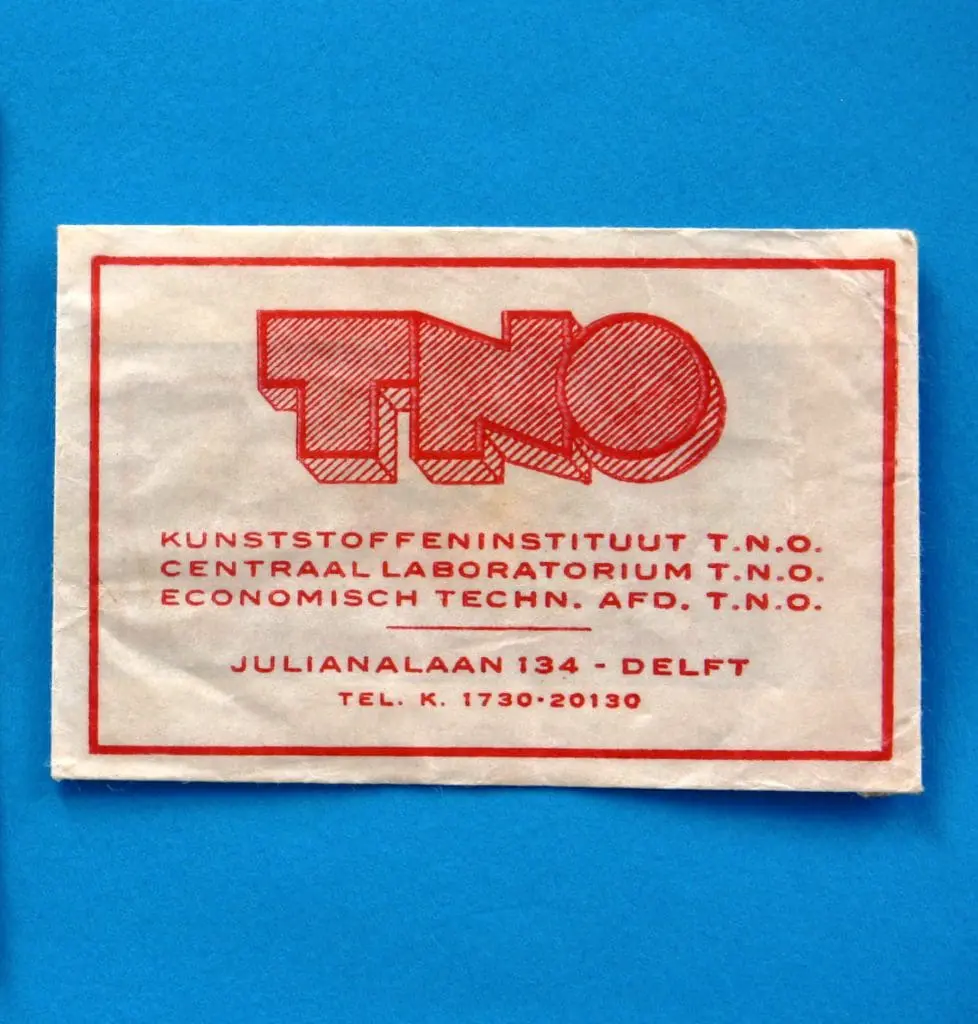 TNO
KUNSTSTOFFENINSTITUUT T.N.O.
CENTRAAL LABORATORIUM T.N.O.
ECONOMISCH TECHN. AFD. T.N.O.
JULIANALAAN 134 - DELFT
TEL. K. 1730·20130